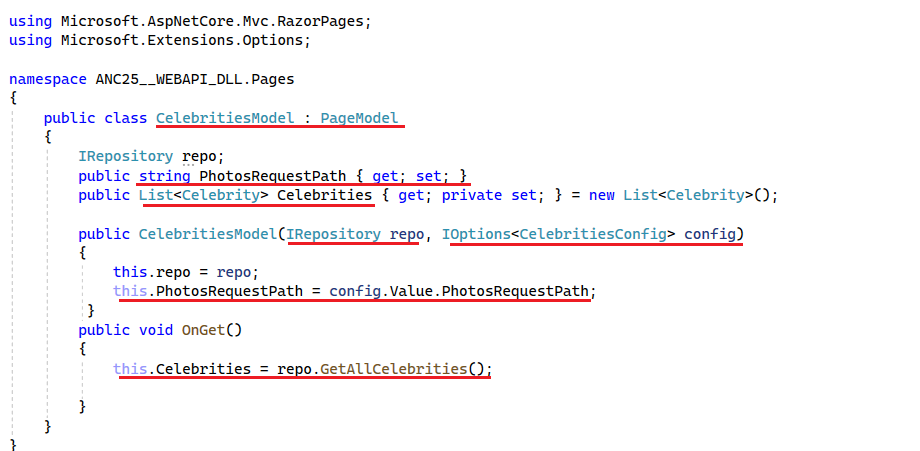 using Microsoft.AspNetCore.Mvc.RazorPages;
using Microsoft.Extensions.Options;

namespace ANC25__WEBAPI_DLL.Pages
{
    public class CelebritiesModel : PageModel
    {
        IRepository repo;
        public string PhotosRequestPath { get; set; }
        public List<Celebrity> Celebrities { get; private set; } = new List<Celebrity>();

        public CelebritiesModel(IRepository repo, IOptions<CelebritiesConfig> config)
        {
            this.repo = repo;
            this.PhotosRequestPath = config.Value.PhotosRequestPath;
         }
        public void OnGet()
        {
            this.Celebrities = repo.GetAllCelebrities();

        }
    }
}